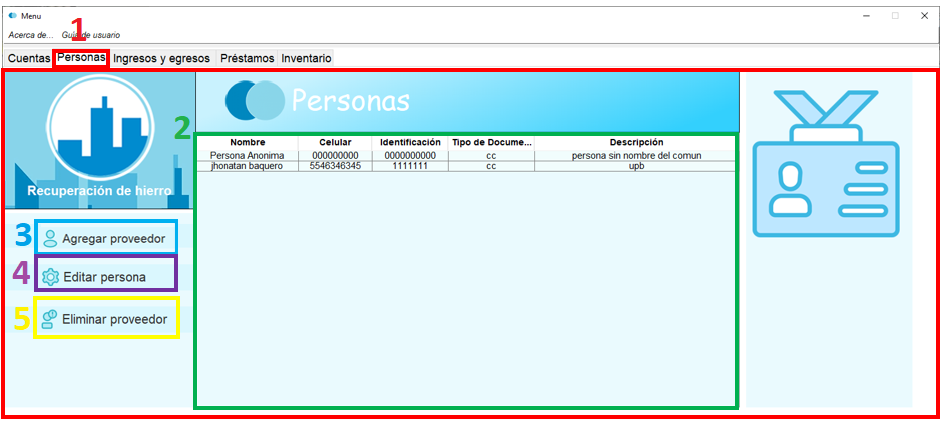 Menu
1
Acerca de... Guia de usuario
Cuentas Personas Ingresos y egresos Préstamos Inventario
Personas
2
Nombre Celular Identificación Tipo de Docume... Descripción
Persona Anonima 000000000 0000000000 cc persona sin nombre del comun
jhonatan baquero 5546346345 1111111 cc upb
Recuperación de hierro
3 Agregar proveedor
4 Editar persona
5 Eliminar proveedor